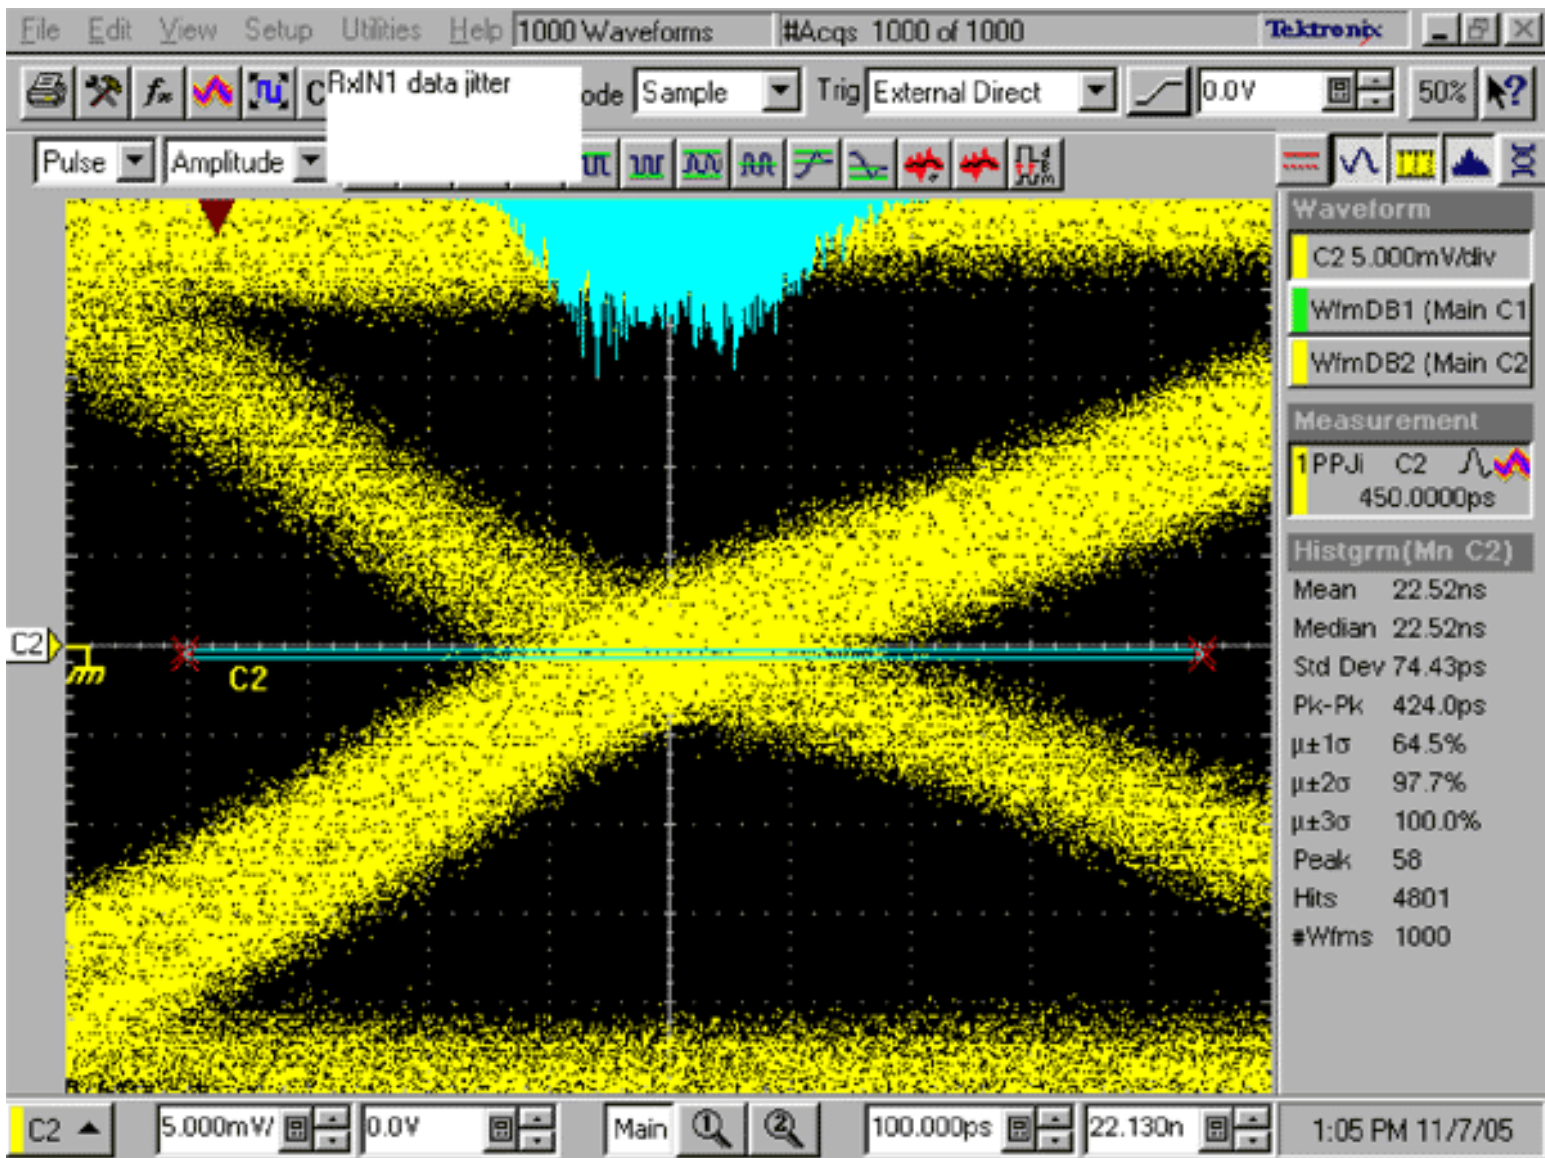 File Edit View Setup Utilities Help 1000 Waveforms #Acqs 1000 of 1000 Tektronix
RxIN1 data jitter
ode Sample Trig External Direct 0.0V 50%
Pulse Amplitude
Waveform
C2 5.000mV/div
WfmDB1 (Main C1
WfmDB2 (Main C2
Measurement
1 PPJi C2
450.0000ps
Histgrm(Mn C2)
Mean 22.52ns
Median 22.52ns
Std Dev 74.43ps
Pk-Pk 424.0ps
µ±1σ 64.5%
µ±2σ 97.7%
µ±3σ 100.0%
Peak 58
Hits 4801
#Wfms 1000
C2
C2
C2 5.000mV/ 0.0V Main 1 2 100.000ps 22.130n 1:05 PM 11/7/05